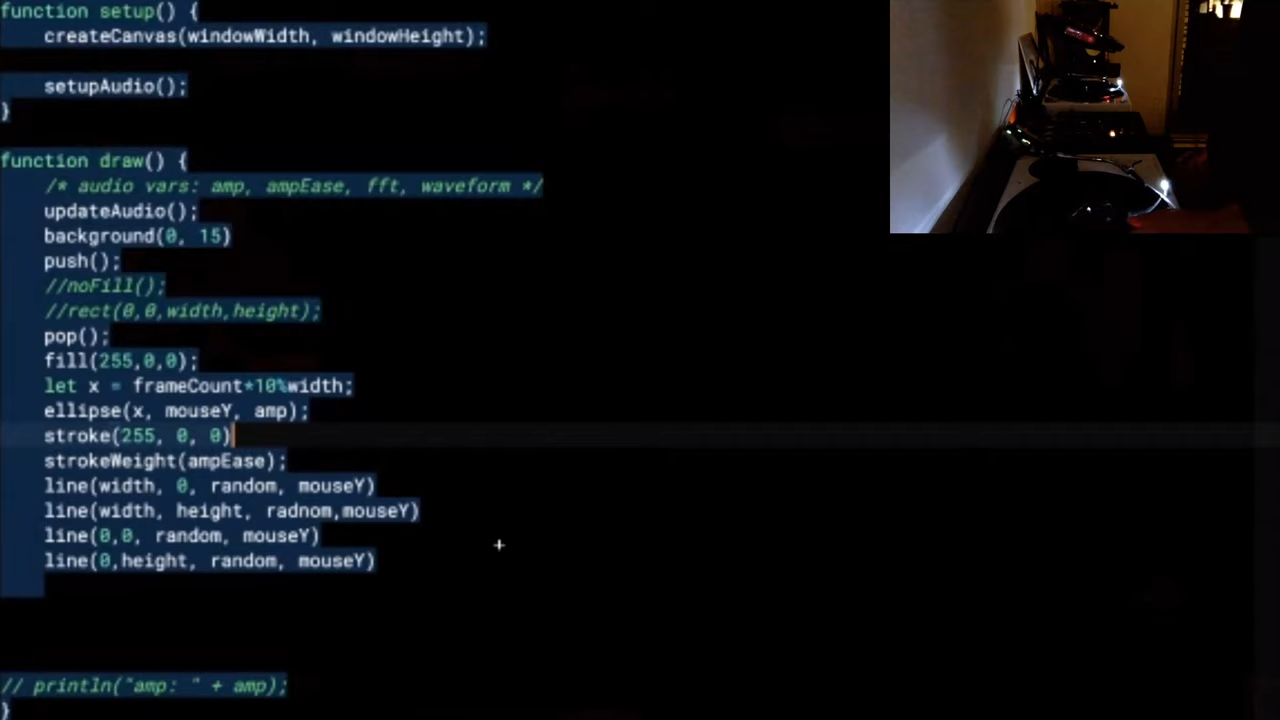 function setup() {
createCanvas(windowWidth, windowHeight);
setupAudio();
}
function draw() {
/* audio vars: amp, ampEase, fft, waveform */
updateAudio();
background(0, 15)
push();
//noFill();
//rect(0,0,width,height);
pop();
fill(255,0,0);
let x = frameCount*10%width;
ellipse(x, mouseY, amp);
stroke(255, 0, 0)
strokeWeight(ampEase);
line(width, 0, random, mouseY)
line(width, height, radnom,mouseY)
line(0,0, random, mouseY)
line(0,height, random, mouseY)
// println("amp: " + amp);
}